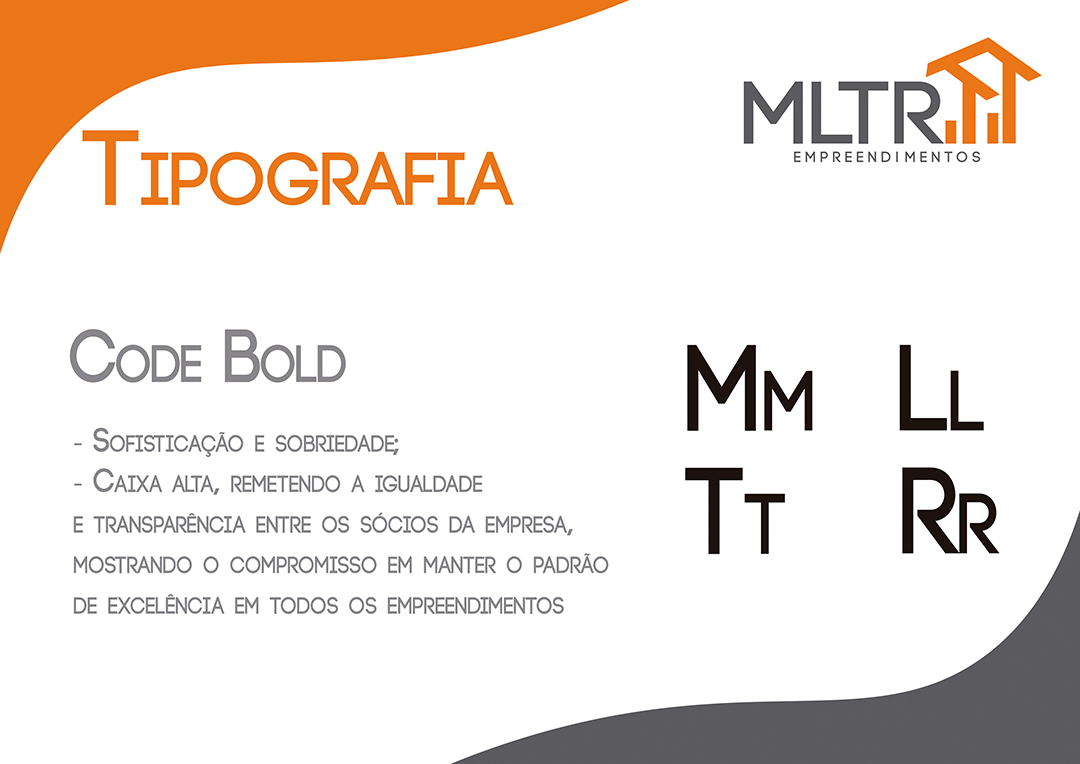 MLTR
EMPREENDIMENTOS
Tipografia
Code Bold
- Sofisticação e sobriedade;
- Caixa alta, remetendo a igualdade
e transparência entre os sócios da empresa,
mostrando o compromisso em manter o padrão
de excelência em todos os empreendimentos
Mm Ll
Tt Rr